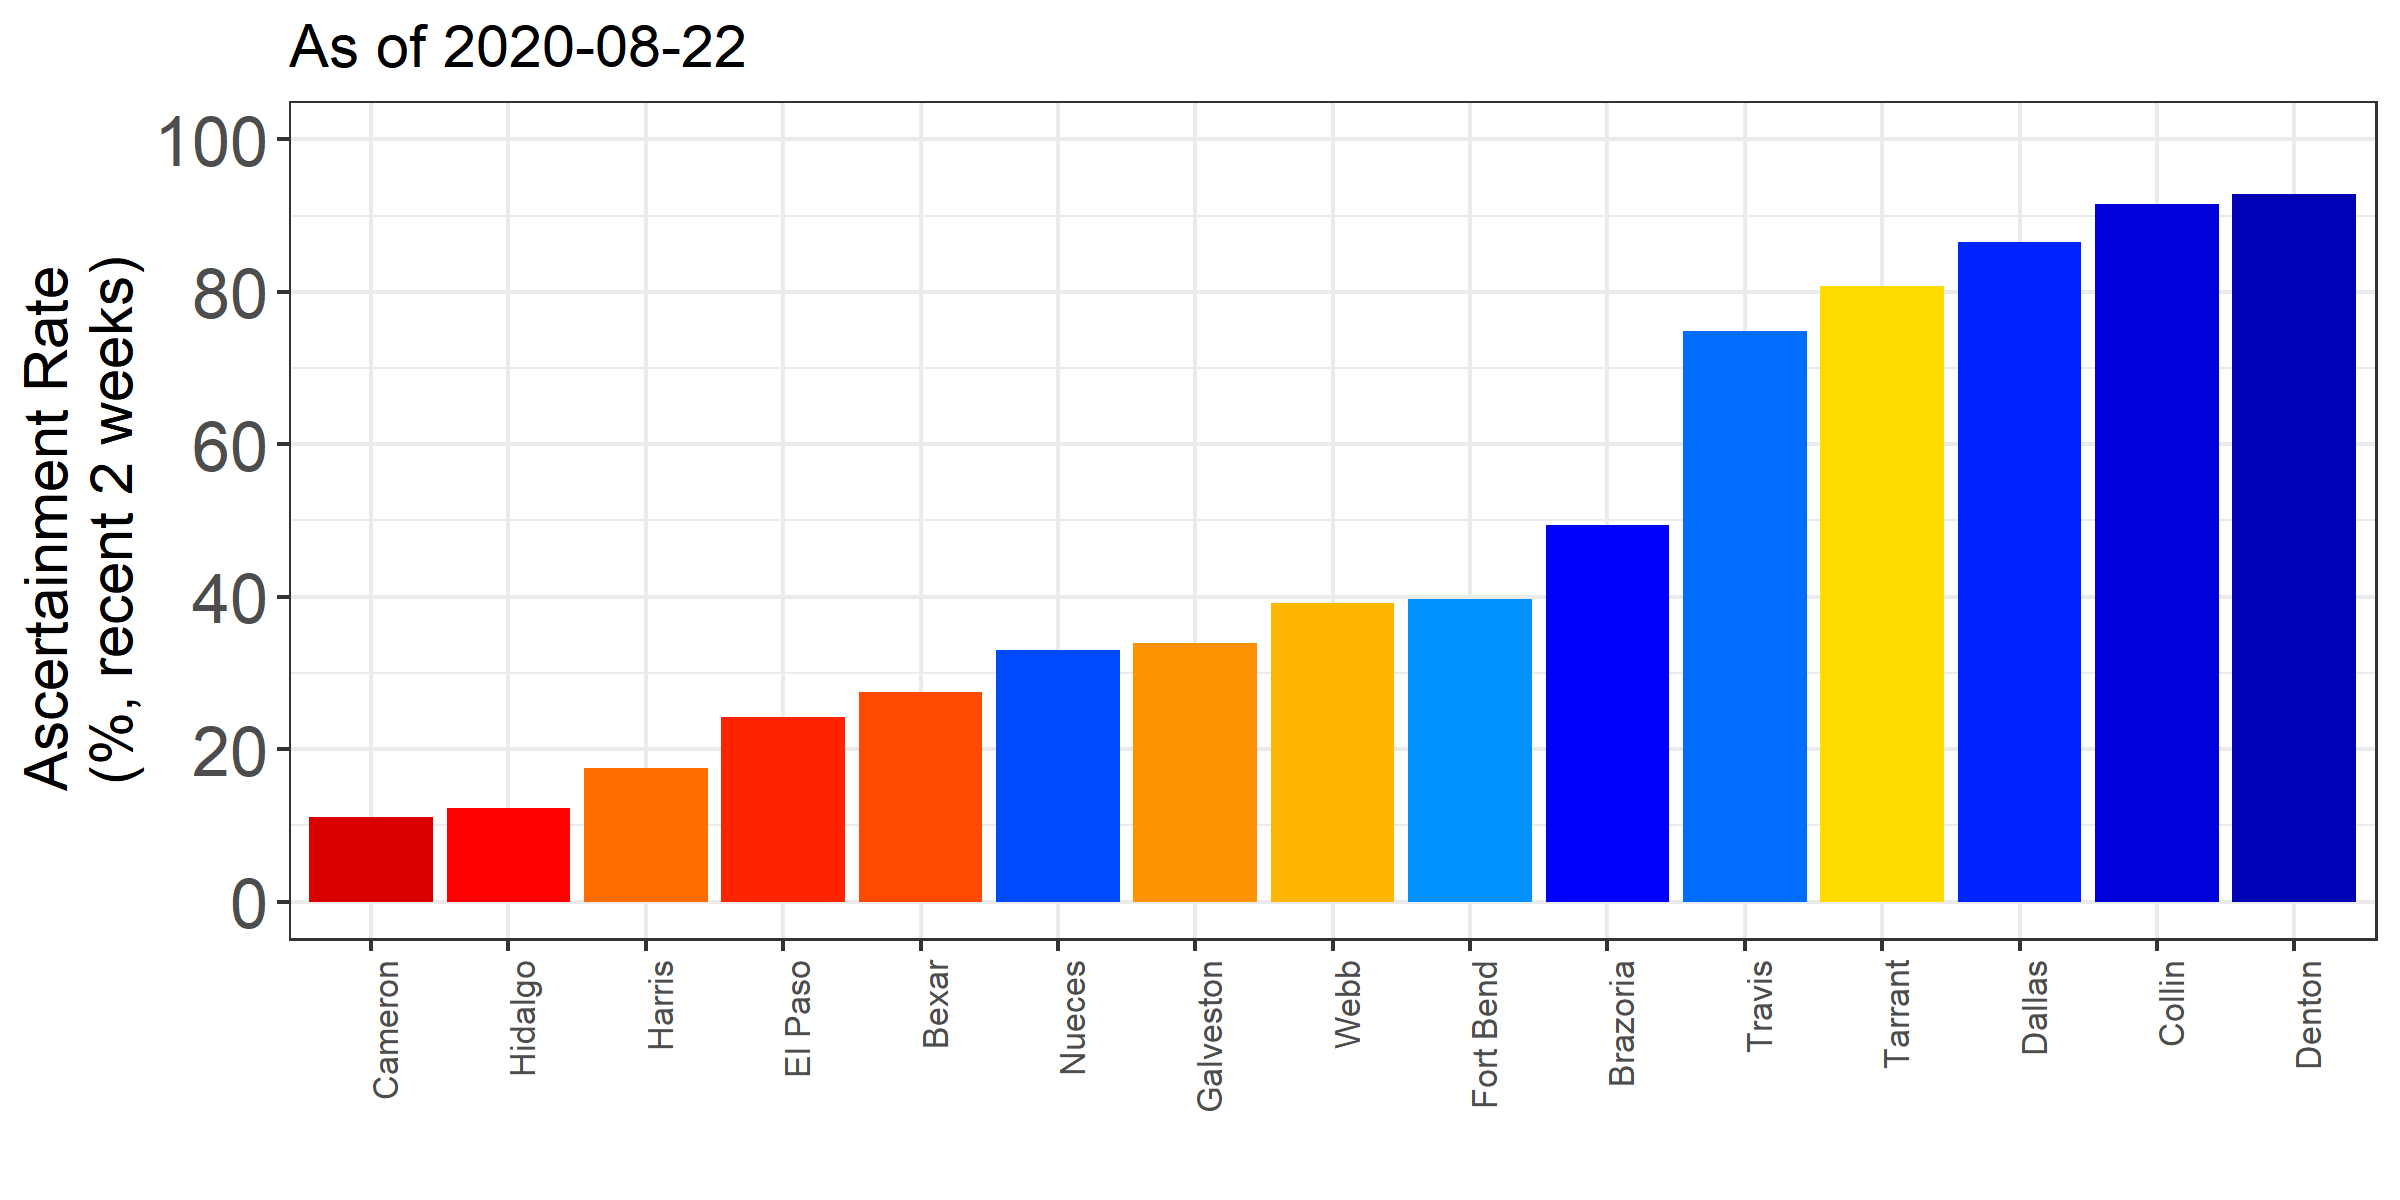 As of 2020-08-22
Ascertainment Rate
(%, recent 2 weeks)
100
80
60
40
20
0
Cameron
Hidalgo
Harris
El Paso
Bexar
Nueces
Galveston
Webb
Fort Bend
Brazoria
Travis
Tarrant
Dallas
Collin
Denton